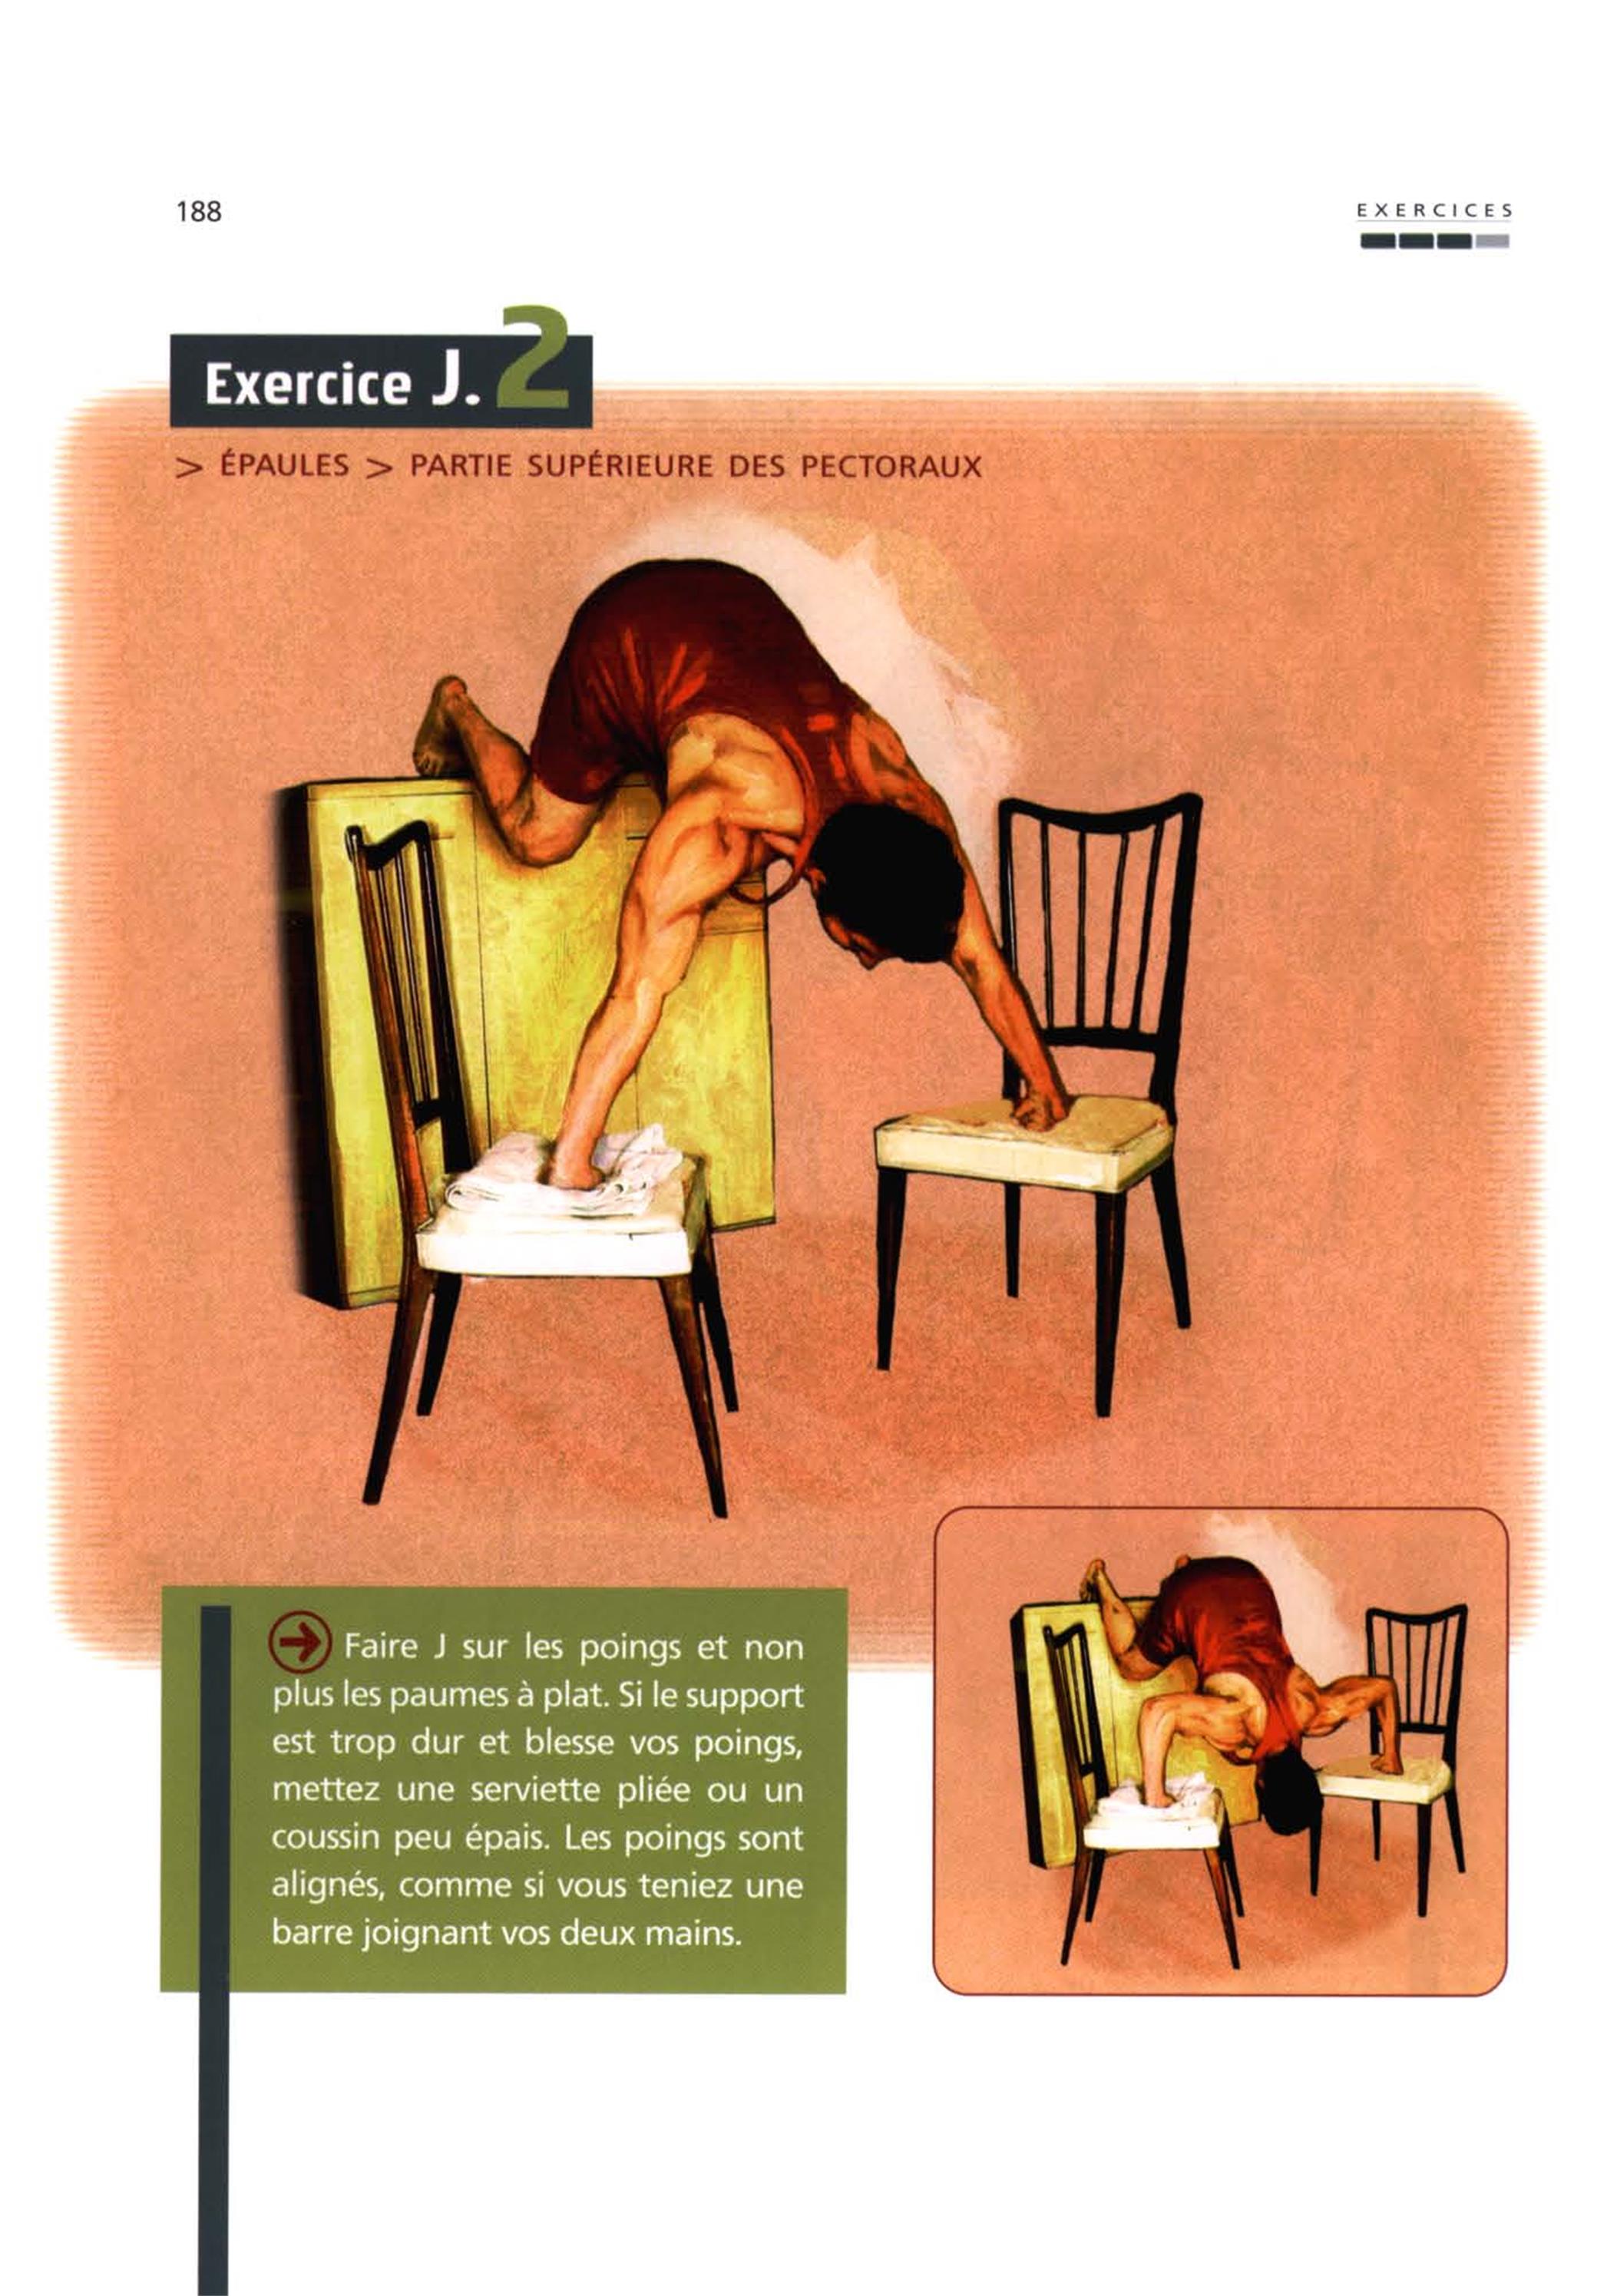 188
EXERCICES
Exercice J.2
> ÉPAULES > PARTIE SUPÉRIEURE DES PECTORAUX
Faire J sur les poings et non
plus les paumes à plat. Si le support
est trop dur et blesse vos poings,
mettez une serviette pliée ou un
coussin peu épais. Les poings sont
alignés, comme si vous teniez une
barre joignant vos deux mains.